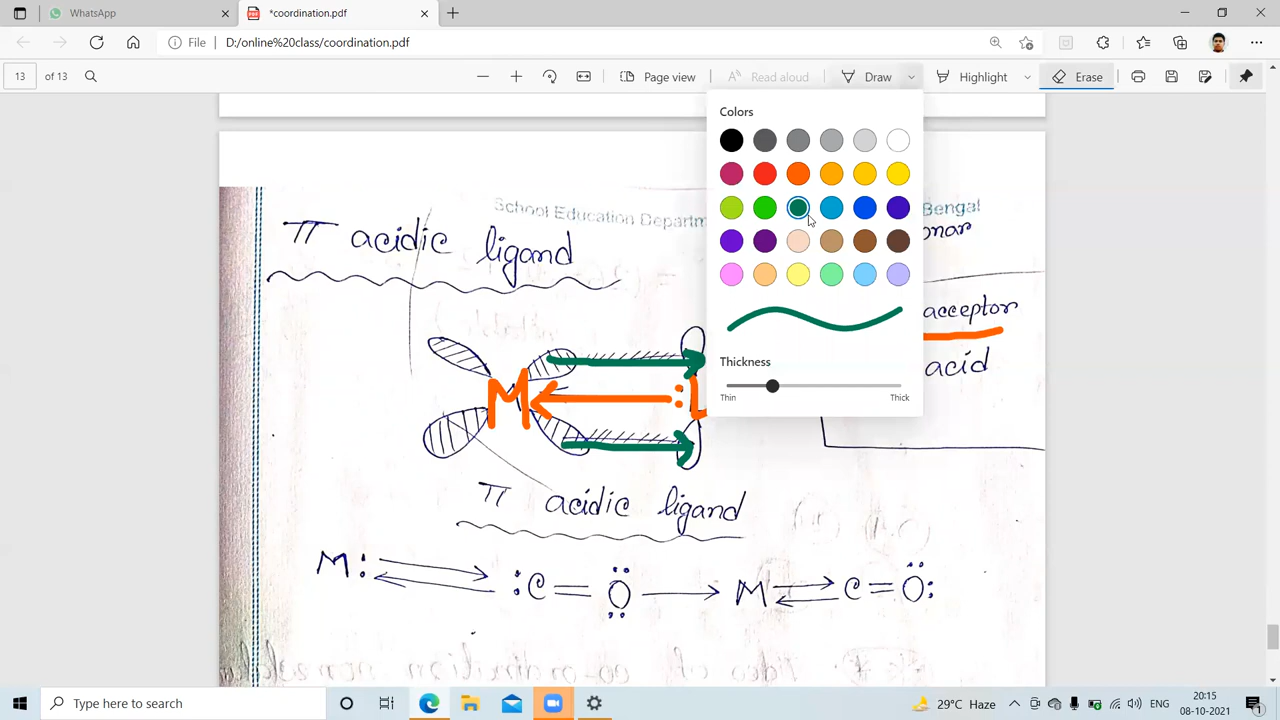 WhatsApp
*coordination.pdf
File
D:/online%20class/coordination.pdf
13 of 13
Page view
Read aloud
Draw
Highlight
Erase
Colors
Thickness
Thin
Thick
School Education Departm
Bengal
onar
π acidic ligand
acceptor
acid
M ← :L
π acidic ligand
M: ⇌ :C = Ö: → M ⇌ C = Ö:
Type here to search
29°C Haze
ENG
20:15
08-10-2021
1